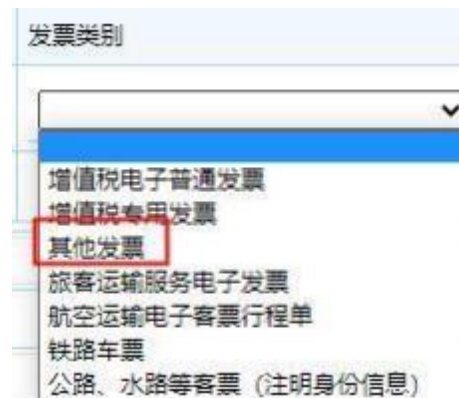 发票类别
增值税电子普通发票
增值税专用发票
其他发票
旅客运输服务电子发票
航空运输电子客票行程单
铁路车票
公路、水路等客票（注明身份信息）